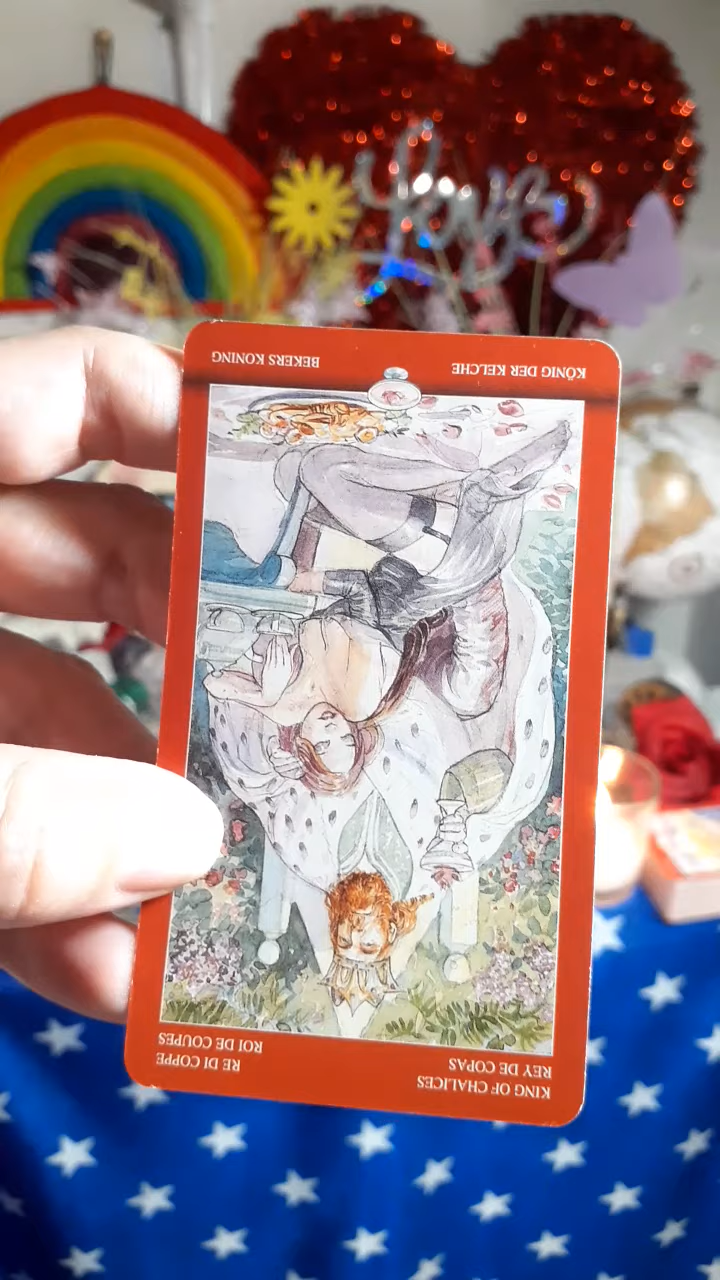 Love
KING OF CHALICES
REY DE COPAS
RE DI COPPE
ROI DE COUPES
KÖNIG DER KELCHE
BEKERS KONING